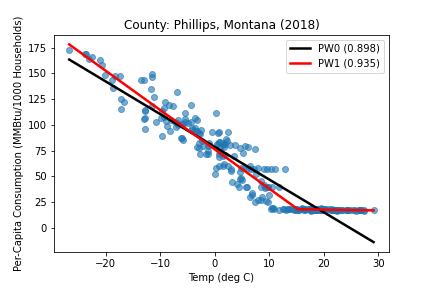 County: Phillips, Montana (2018)
PW0 (0.898)
PW1 (0.935)
Per-Capita Consumption (MMBtu/1000 Households)
175
150
125
100
75
50
25
0
−20 −10 0 10 20 30
Temp (deg C)